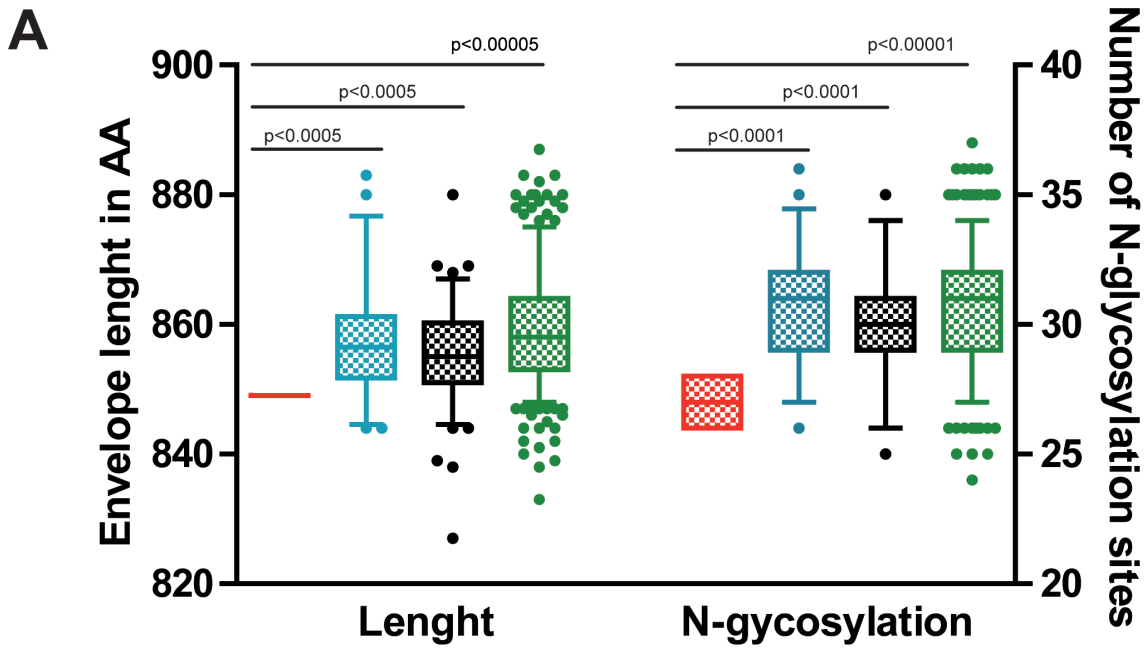 A
p<0.00005
p<0.0005
p<0.0005
p<0.00001
p<0.0001
p<0.0001
900
880
860
840
820
40
35
30
25
20
Envelope lenght in AA
Number of N-glycosylation sites
Lenght
N-gycosylation